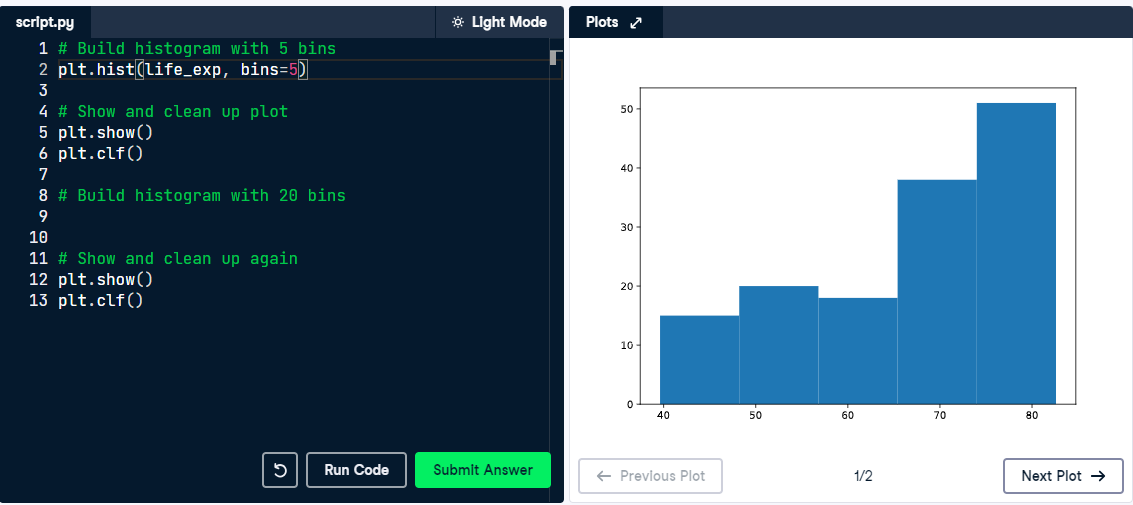 script.py
Light Mode
1 # Build histogram with 5 bins
2 plt.hist(life_exp, bins=5)
3
4 # Show and clean up plot
5 plt.show()
6 plt.clf()
7
8 # Build histogram with 20 bins
9
10
11 # Show and clean up again
12 plt.show()
13 plt.clf()
Run Code
Submit Answer
Plots
50
40
30
20
10
0
40 50 60 70 80
Previous Plot
1/2
Next Plot